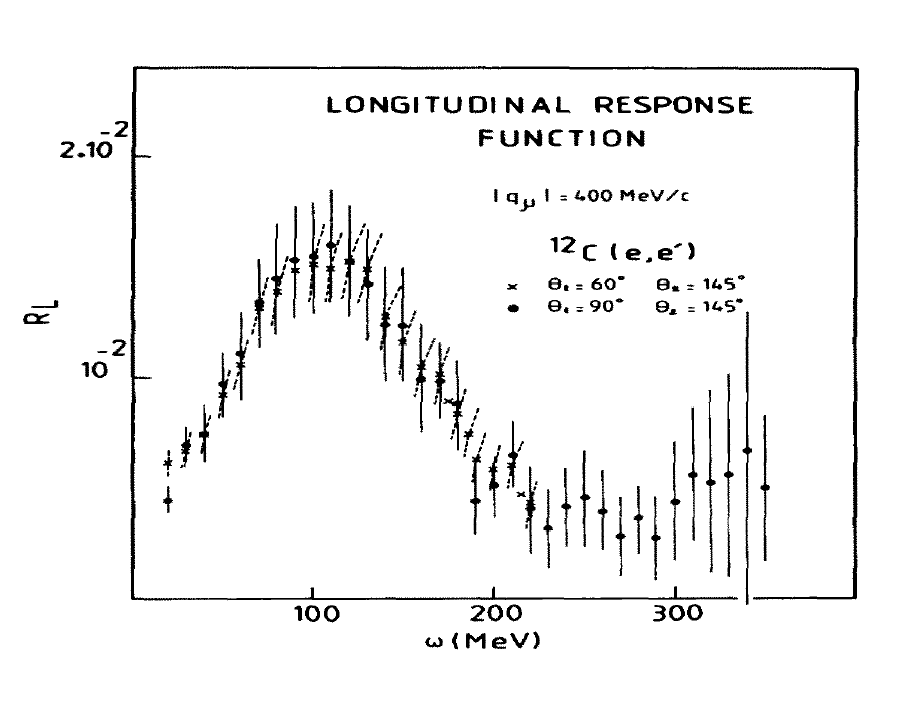 LONGITUDINAL RESPONSE
FUNCTION
2.10⁻²
|qμ| = 400 MeV/c
¹²C (e,e′)
× θ₁ = 60° θ₂ = 145°
● θ₁ = 90° θ₂ = 145°
R_L
10⁻²
100 200 300
ω (MeV)